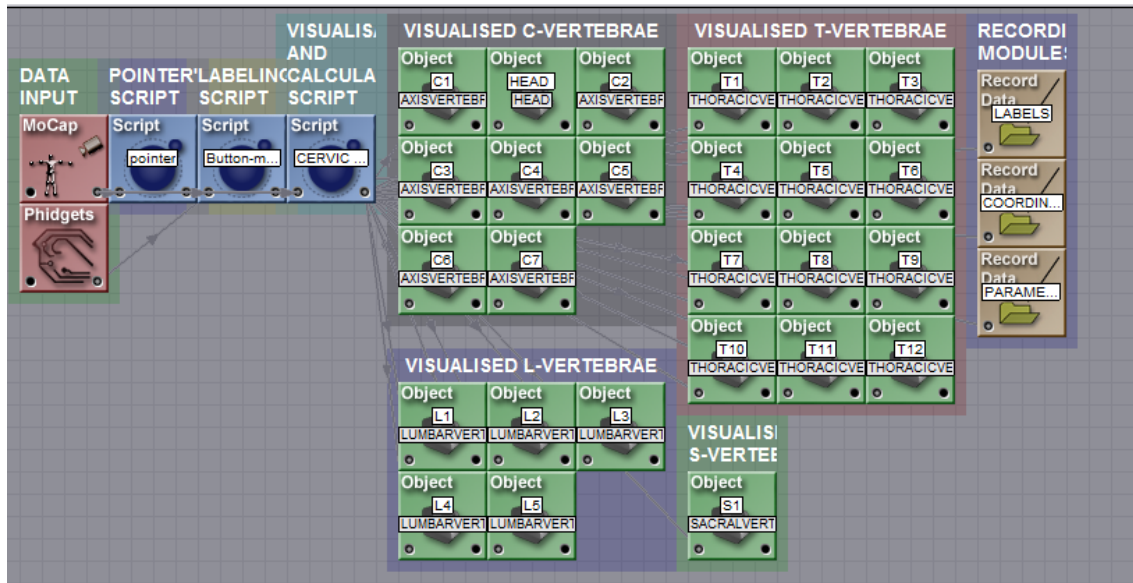 DATA
INPUT
MoCap
Phidgets
POINTER
SCRIPT
Script
pointer
LABELING
SCRIPT
Script
Button-m...
VISUALISA
AND
CALCULA
SCRIPT
Script
CERVIC ...
VISUALISED C-VERTEBRAE
Object Object Object
C1 HEAD C2
AXISVERTEBF HEAD AXISVERTEBF
Object Object Object
C3 C4 C5
AXISVERTEBF AXISVERTEBF AXISVERTEBF
Object Object
C6 C7
AXISVERTEBF AXISVERTEBF
VISUALISED L-VERTEBRAE
Object Object Object
L1 L2 L3
LUMBARVERT LUMBARVERT LUMBARVERT
Object Object
L4 L5
LUMBARVERT LUMBARVERT
VISUALISED T-VERTEBRAE
Object Object Object
T1 T2 T3
THORACICVE THORACICVE THORACICVE
Object Object Object
T4 T5 T6
THORACICVE THORACICVE THORACICVE
Object Object Object
T7 T8 T9
THORACICVE THORACICVE THORACICVE
Object Object Object
T10 T11 T12
THORACICVE THORACICVE THORACICVE
VISUALISI
S-VERTEE
Object
S1
SACRALVERT
RECORDI
MODULES
Record
Data
LABELS
Record
Data
COORDIN...
Record
Data
PARAME...